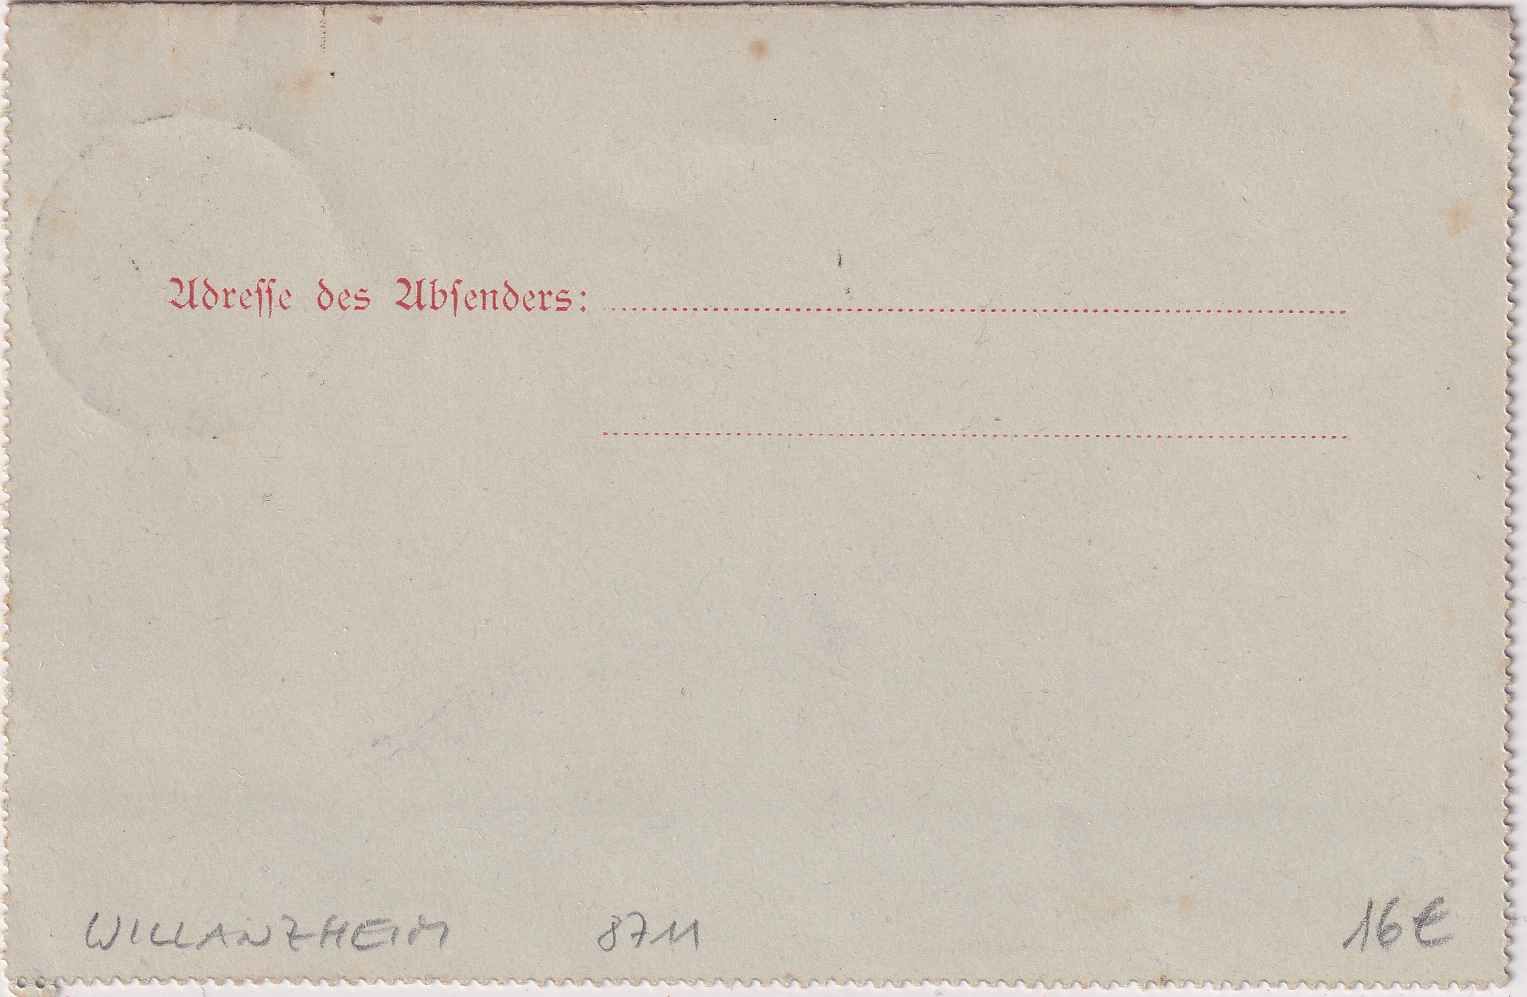 Adresse des Absenders:
WILLANZHEIM 8711 16€